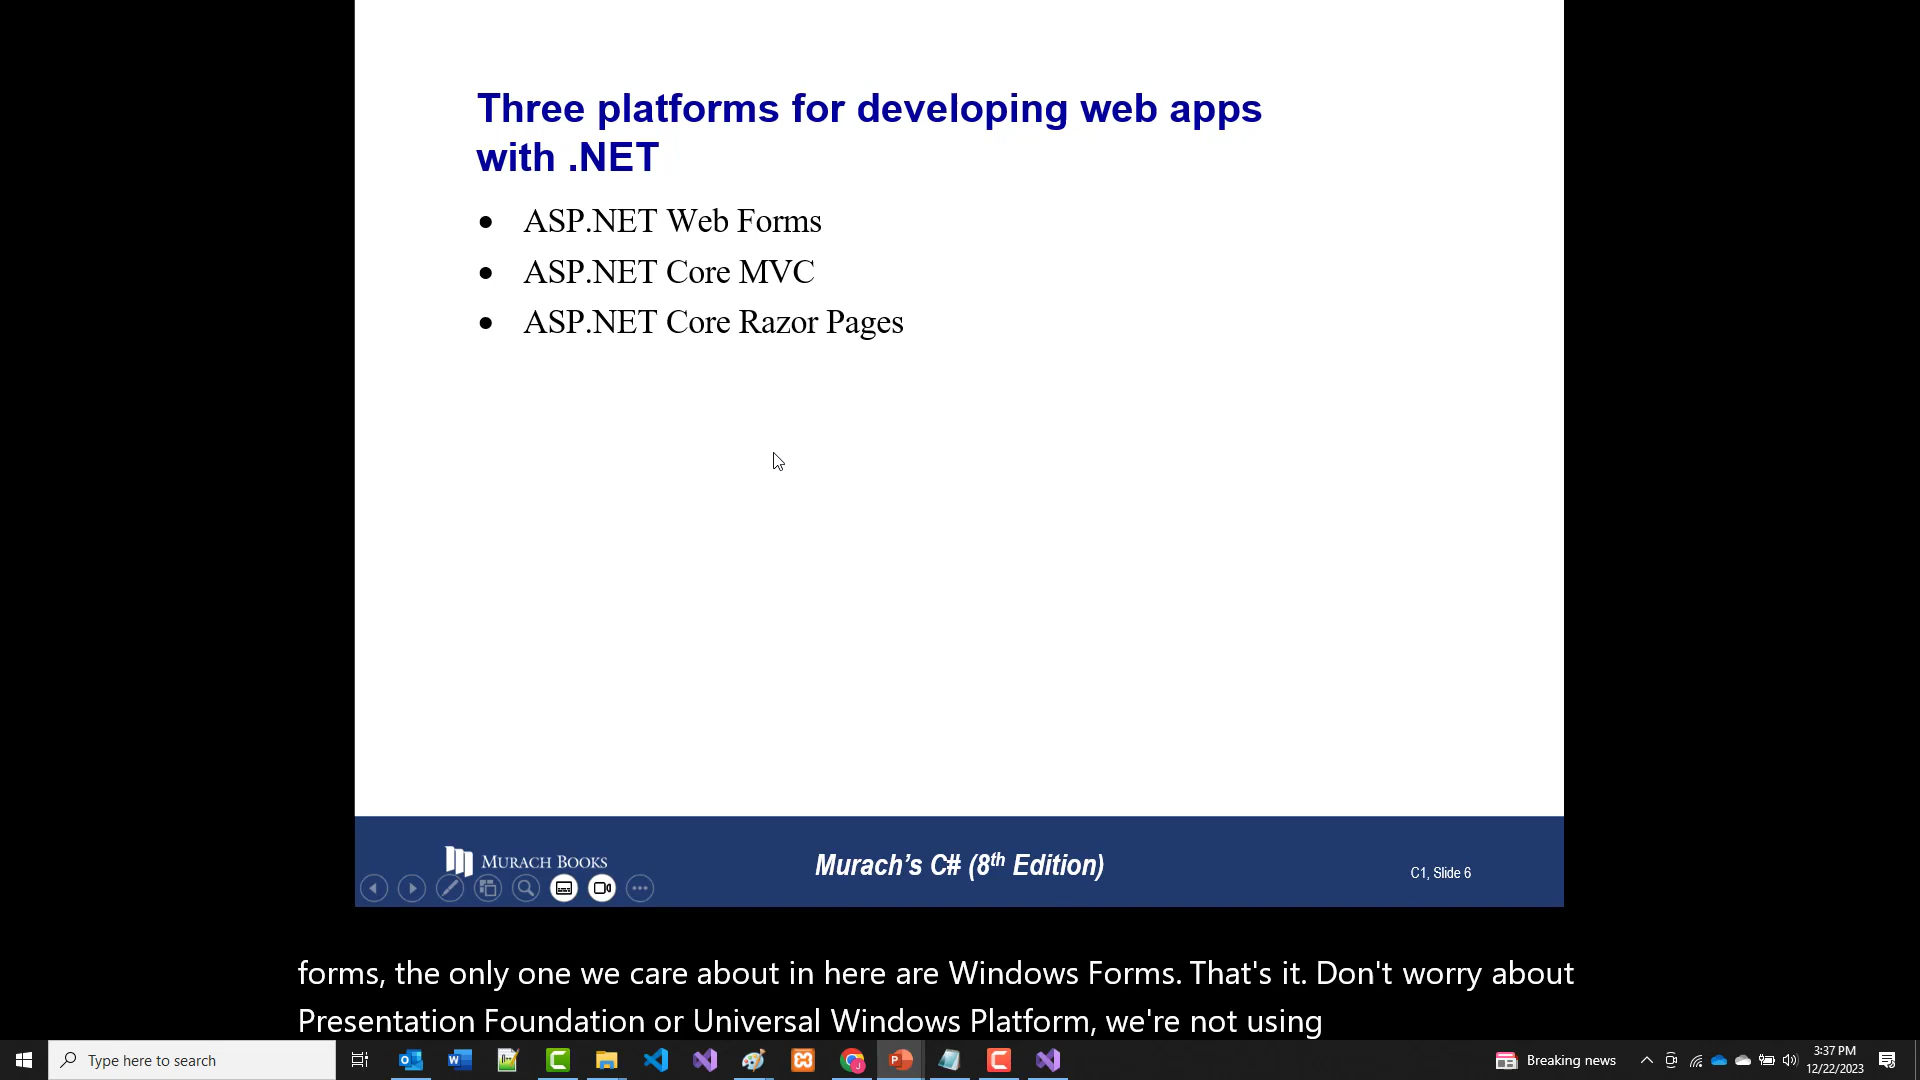 Three platforms for developing web apps
with .NET
• ASP.NET Web Forms
• ASP.NET Core MVC
• ASP.NET Core Razor Pages
MURACH BOOKS
Murach's C# (8th Edition)
C1, Slide 6
forms, the only one we care about in here are Windows Forms. That's it. Don't worry about
Presentation Foundation or Universal Windows Platform, we're not using
Type here to search
Breaking news
3:37 PM
12/22/2023